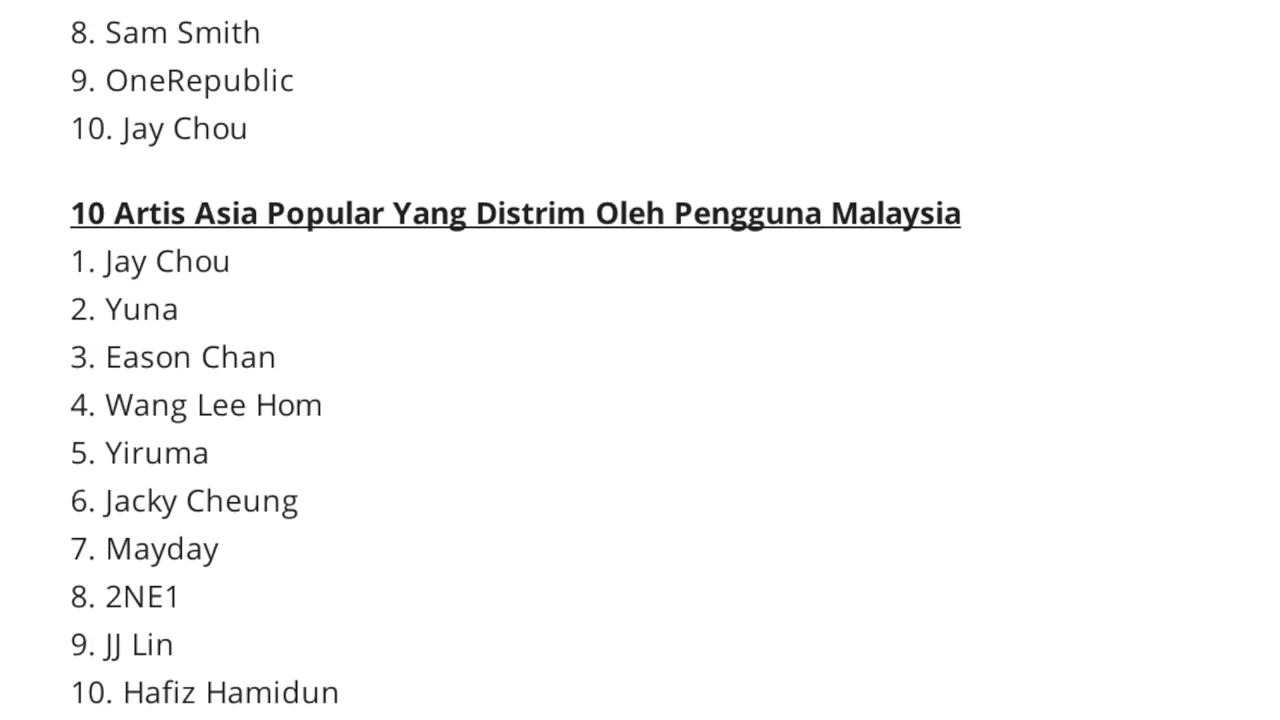 8. Sam Smith
9. OneRepublic
10. Jay Chou
10 Artis Asia Popular Yang Distrim Oleh Pengguna Malaysia
1. Jay Chou
2. Yuna
3. Eason Chan
4. Wang Lee Hom
5. Yiruma
6. Jacky Cheung
7. Mayday
8. 2NE1
9. JJ Lin
10. Hafiz Hamidun